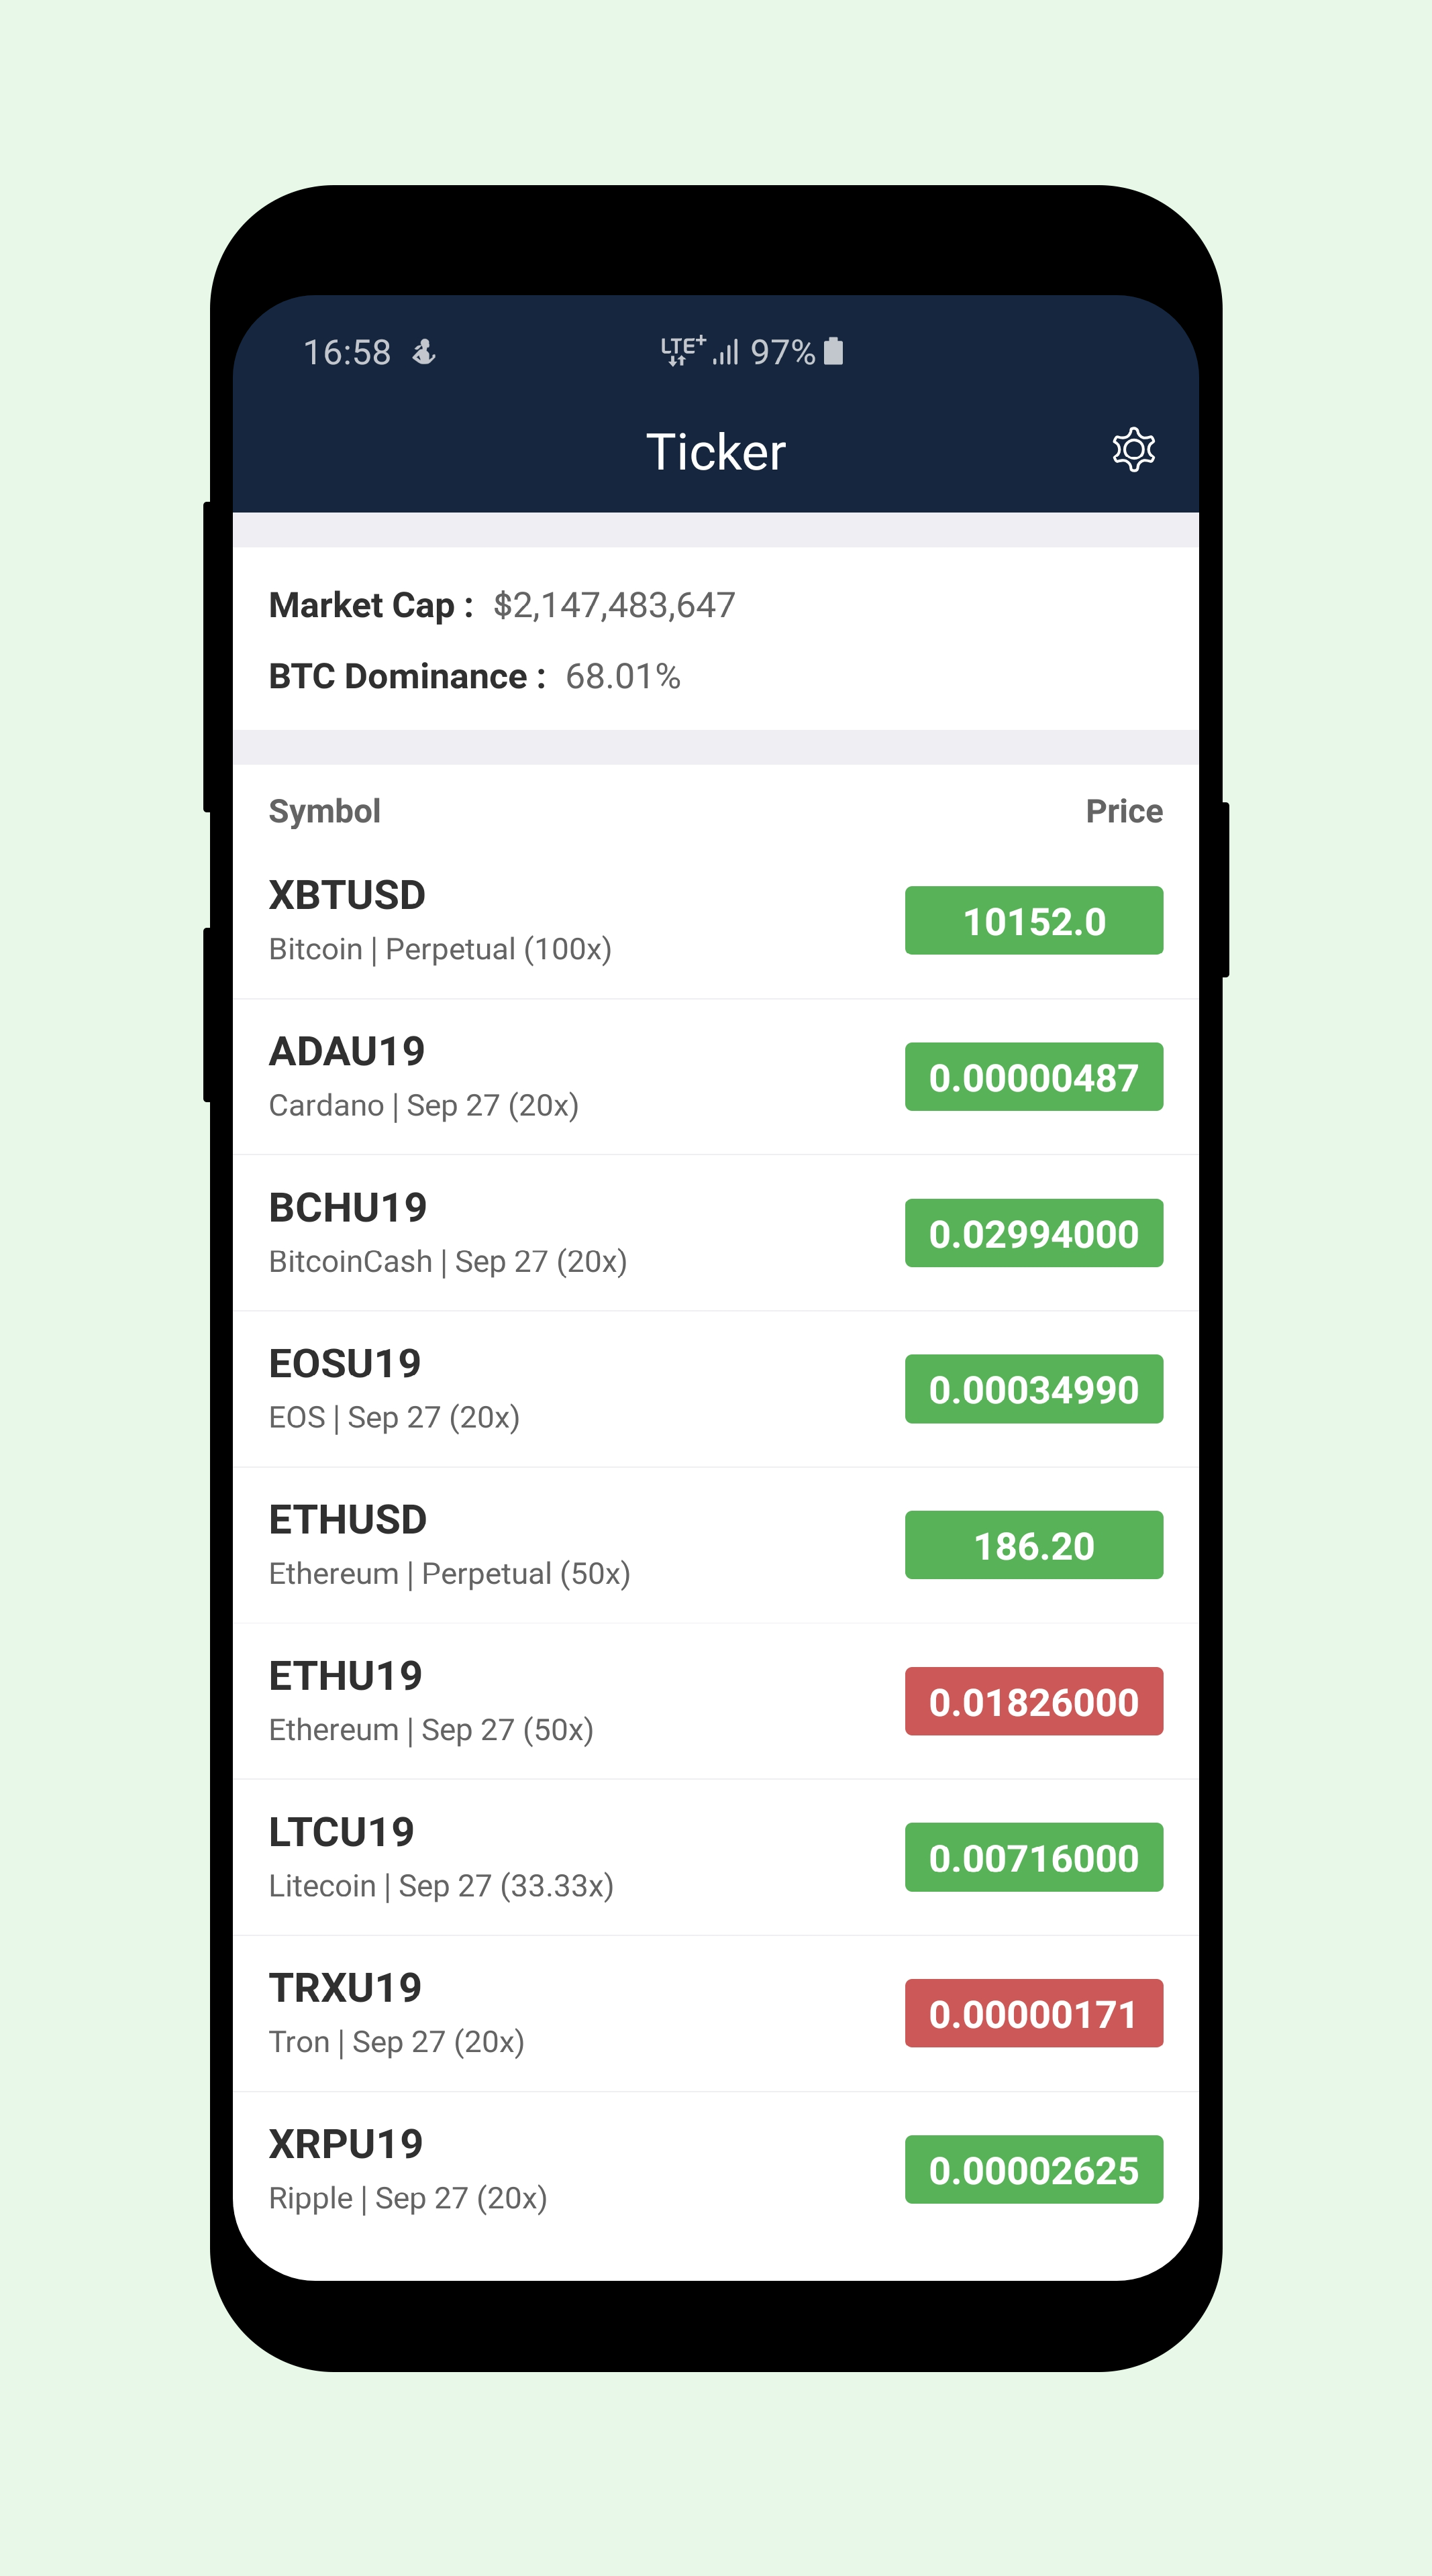 16:58 LTE+ 97%
Ticker
Market Cap : $2,147,483,647
BTC Dominance : 68.01%
Symbol Price
XBTUSD
10152.0
Bitcoin | Perpetual (100x)
ADAU19
0.00000487
Cardano | Sep 27 (20x)
BCHU19
0.02994000
BitcoinCash | Sep 27 (20x)
EOSU19
0.00034990
EOS | Sep 27 (20x)
ETHUSD
186.20
Ethereum | Perpetual (50x)
ETHU19
0.01826000
Ethereum | Sep 27 (50x)
LTCU19
0.00716000
Litecoin | Sep 27 (33.33x)
TRXU19
0.00000171
Tron | Sep 27 (20x)
XRPU19
0.00002625
Ripple | Sep 27 (20x)